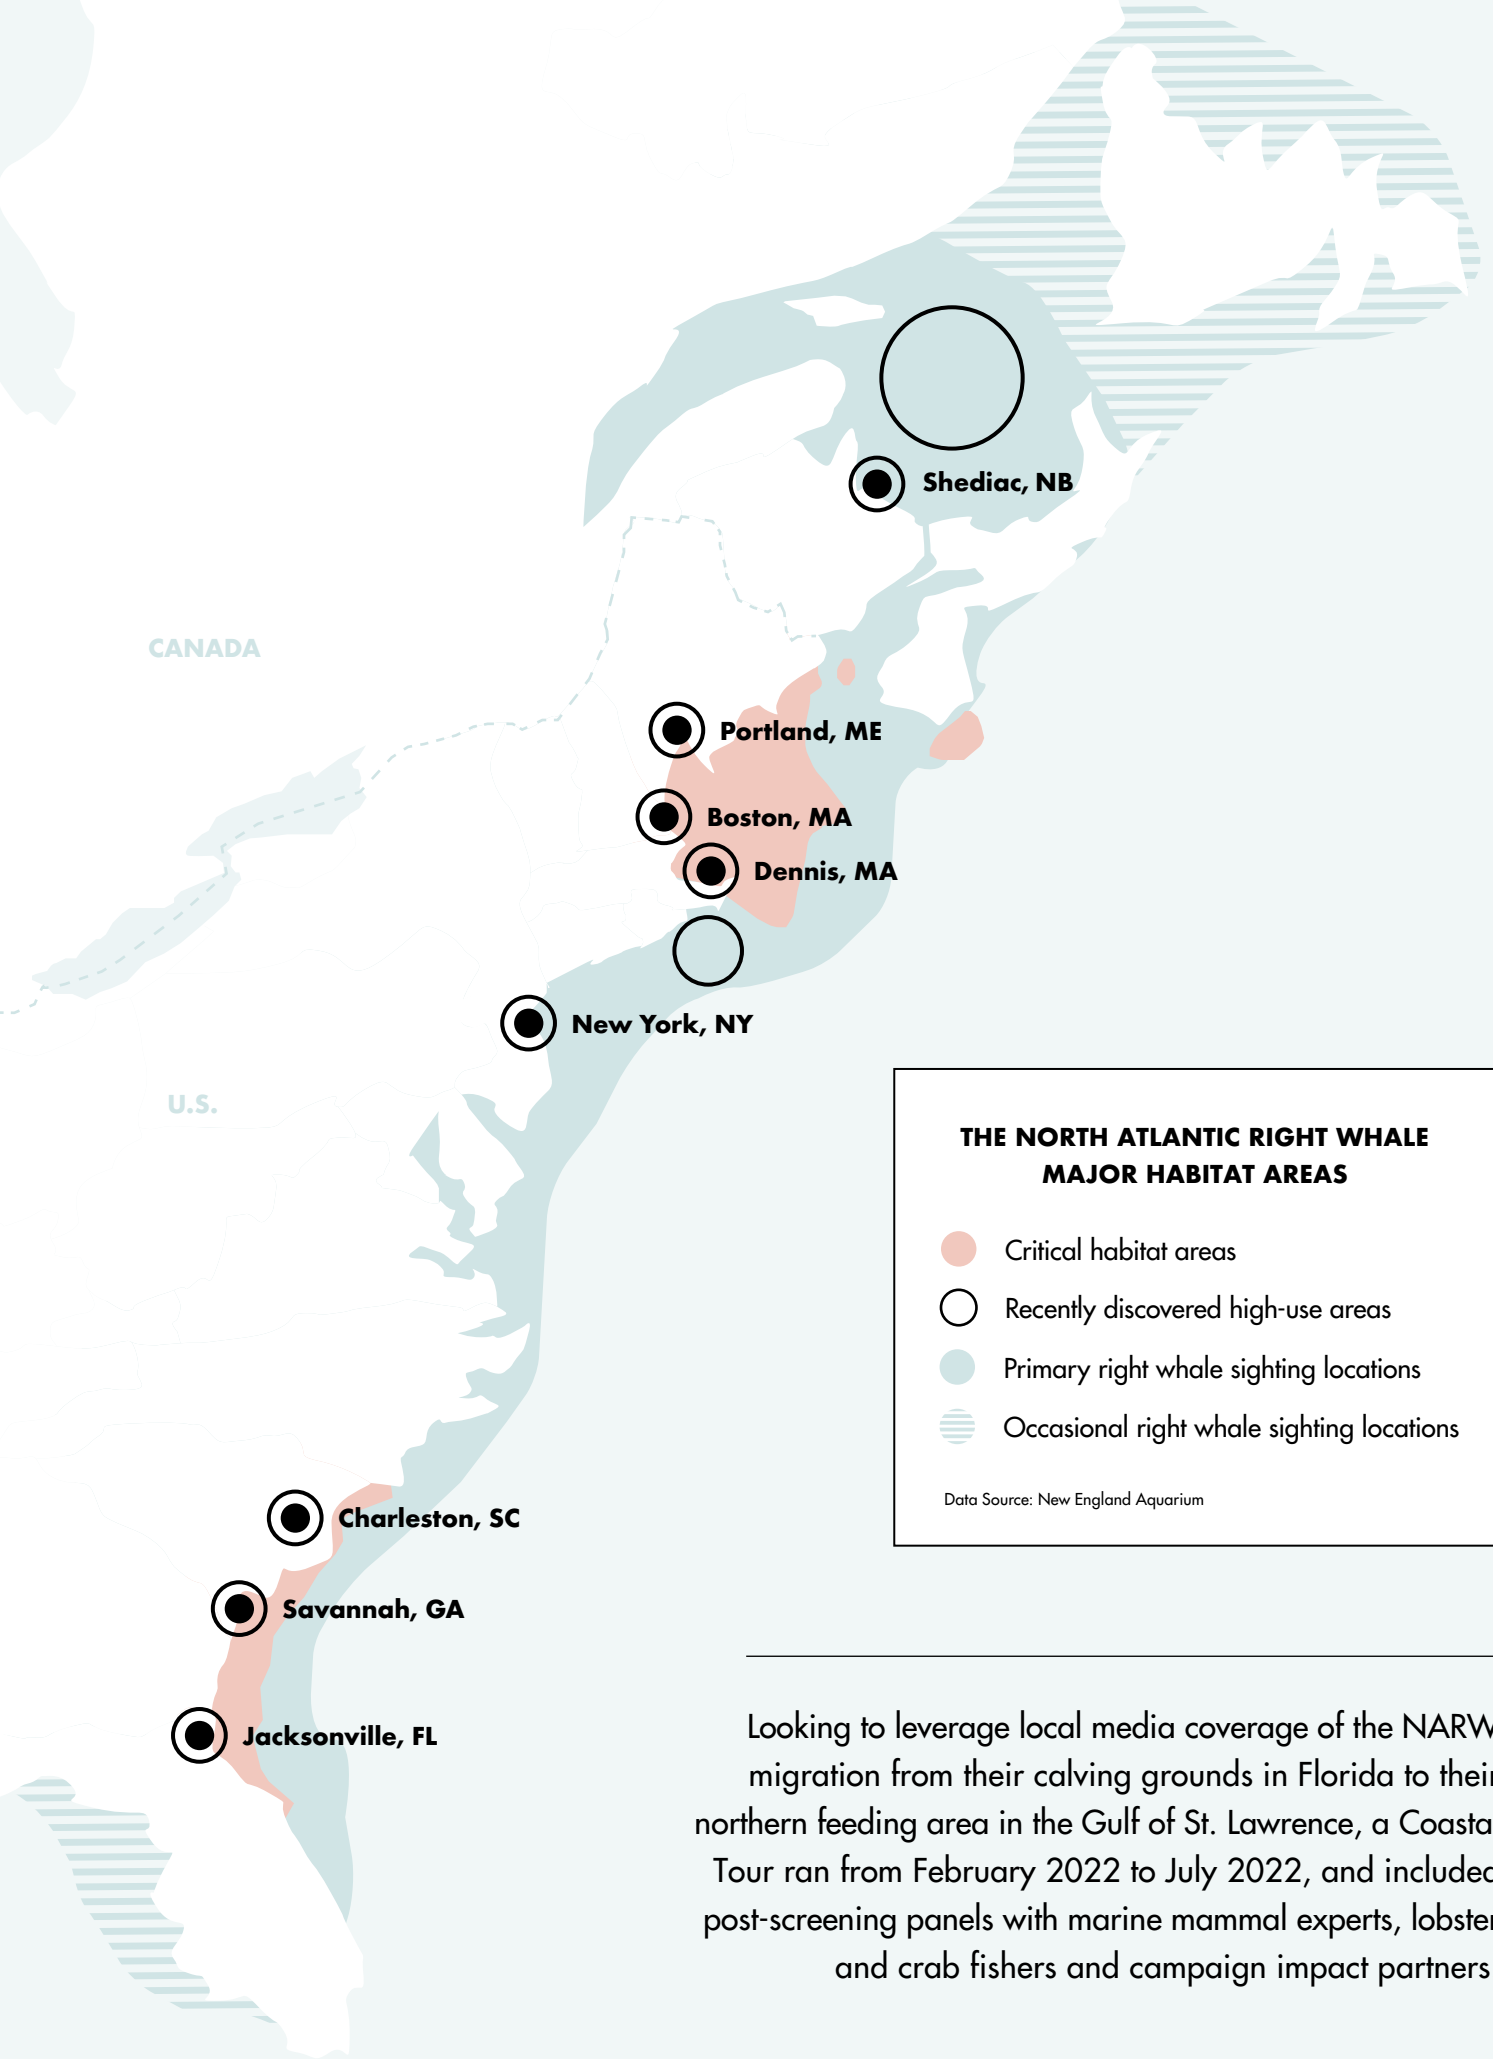 Shediac, NB
CANADA
Portland, ME
Boston, MA
Dennis, MA
New York, NY
U.S.
THE NORTH ATLANTIC RIGHT WHALE
MAJOR HABITAT AREAS
Critical habitat areas
Recently discovered high-use areas
Primary right whale sighting locations
Occasional right whale sighting locations
Data Source: New England Aquarium
Charleston, SC
Savannah, GA
Jacksonville, FL
Looking to leverage local media coverage of the NARW
migration from their calving grounds in Florida to their
northern feeding area in the Gulf of St. Lawrence, a Coasta
Tour ran from February 2022 to July 2022, and included
post-screening panels with marine mammal experts, lobster
and crab fishers and campaign impact partners